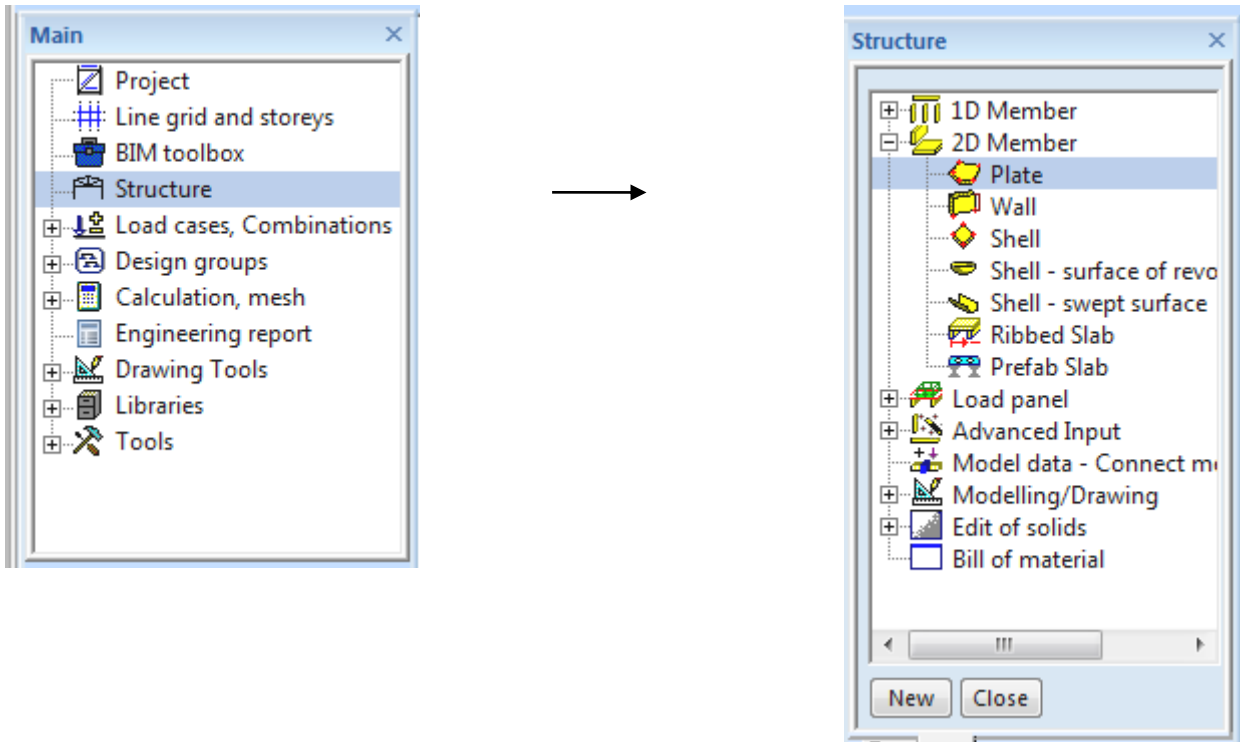 Main
Project
Line grid and storeys
BIM toolbox
Structure
Load cases, Combinations
Design groups
Calculation, mesh
Engineering report
Drawing Tools
Libraries
Tools
Structure
1D Member
2D Member
Plate
Wall
Shell
Shell - surface of revo
Shell - swept surface
Ribbed Slab
Prefab Slab
Load panel
Advanced Input
Model data - Connect m
Modelling/Drawing
Edit of solids
Bill of material
New Close